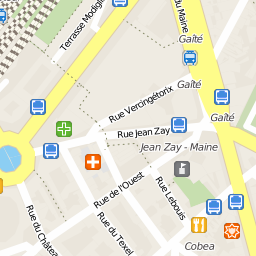 Terrasse Modigli
du Maine
Gaîté
Gaîté
Rue Vercingétorix
Gaîté
Rue Jean Zay
Jean Zay - Maine
Rue de l'Ouest
Rue Lebouis
Rue du Château
Rue du Texel
Cobea